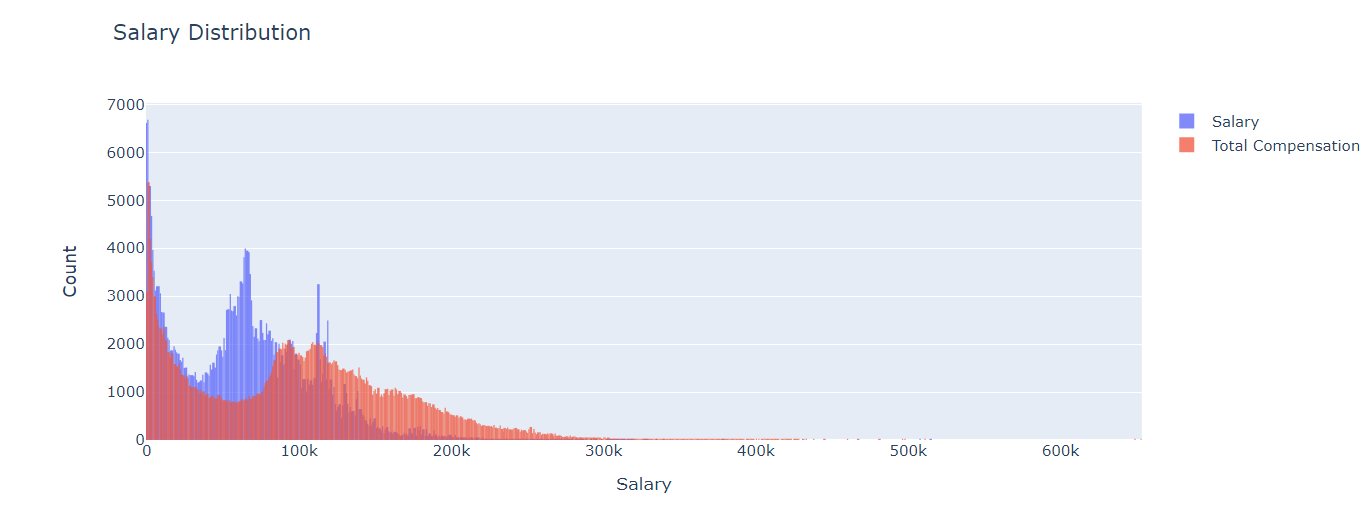 Salary Distribution
7000
6000
5000
4000
3000
2000
1000
0
Count
0
100k
200k
300k
400k
500k
600k
Salary
Salary
Total Compensation